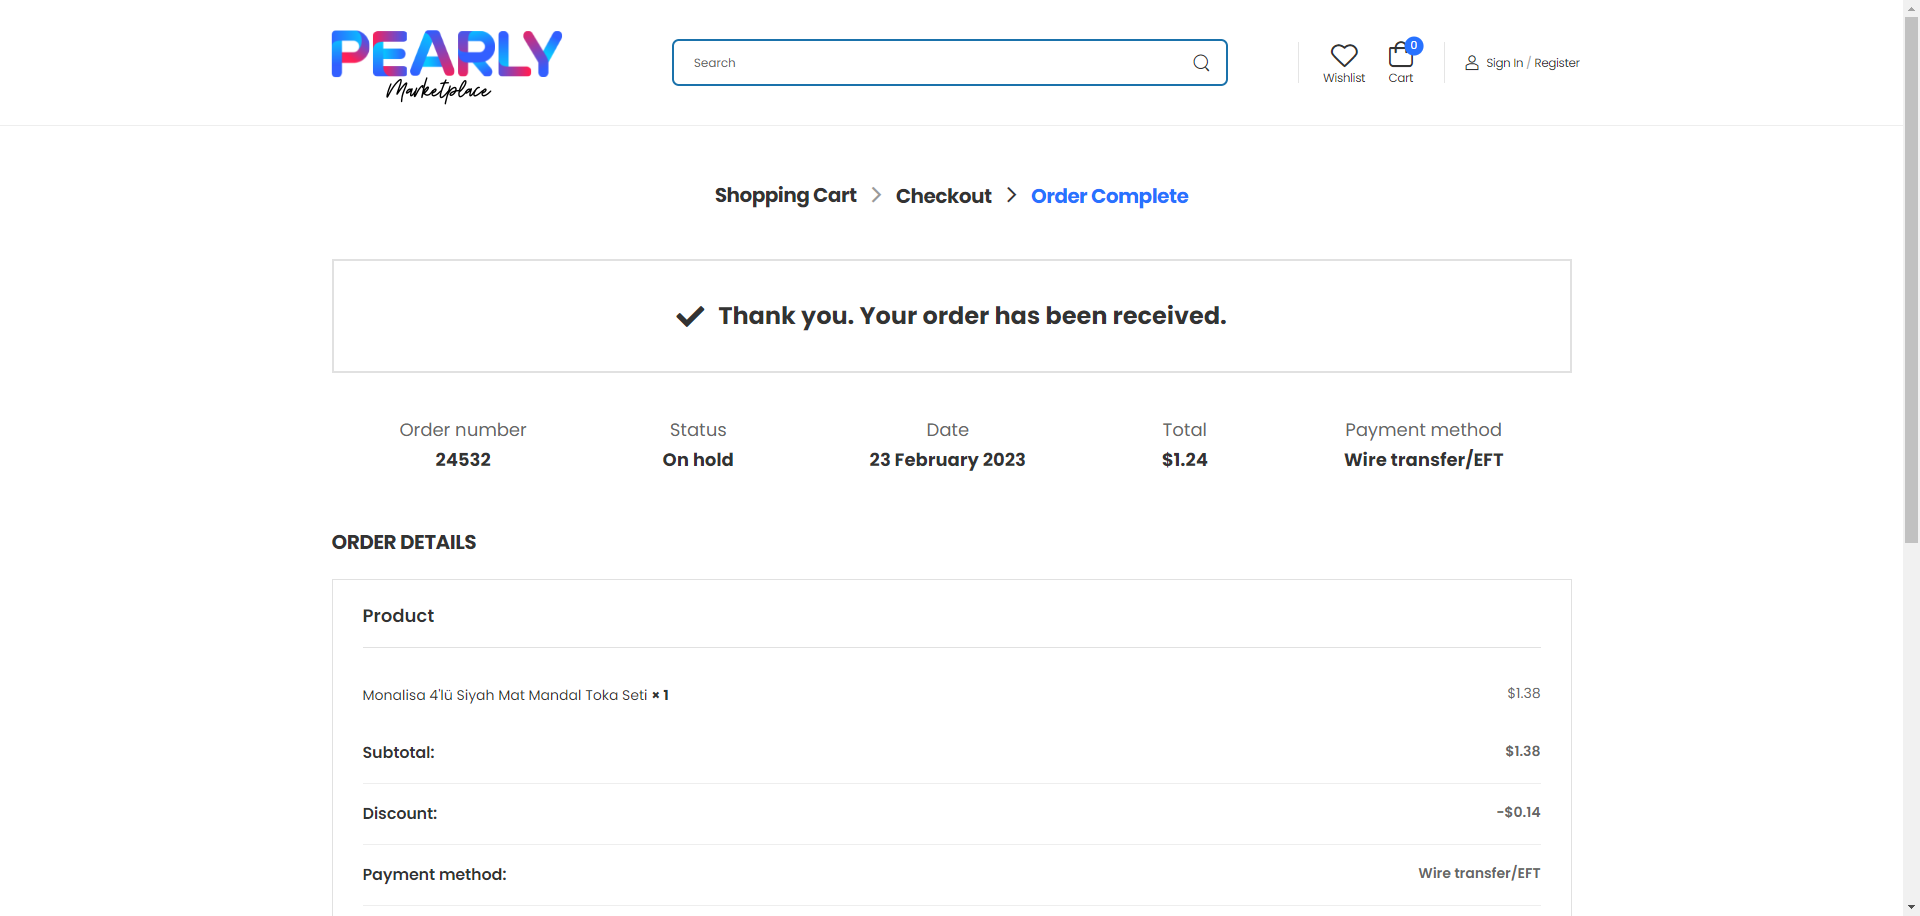 PEARLY
Marketplace
Search
Wishlist
0
Cart
Sign In / Register
Shopping Cart > Checkout > Order Complete
Thank you. Your order has been received.
Order number Status Date Total Payment method
24532 On hold 23 February 2023 $1.24 Wire transfer/EFT
ORDER DETAILS
Product
Monalisa 4'lü Siyah Mat Mandal Toka Seti × 1 $1.38
Subtotal: $1.38
Discount: -$0.14
Payment method: Wire transfer/EFT